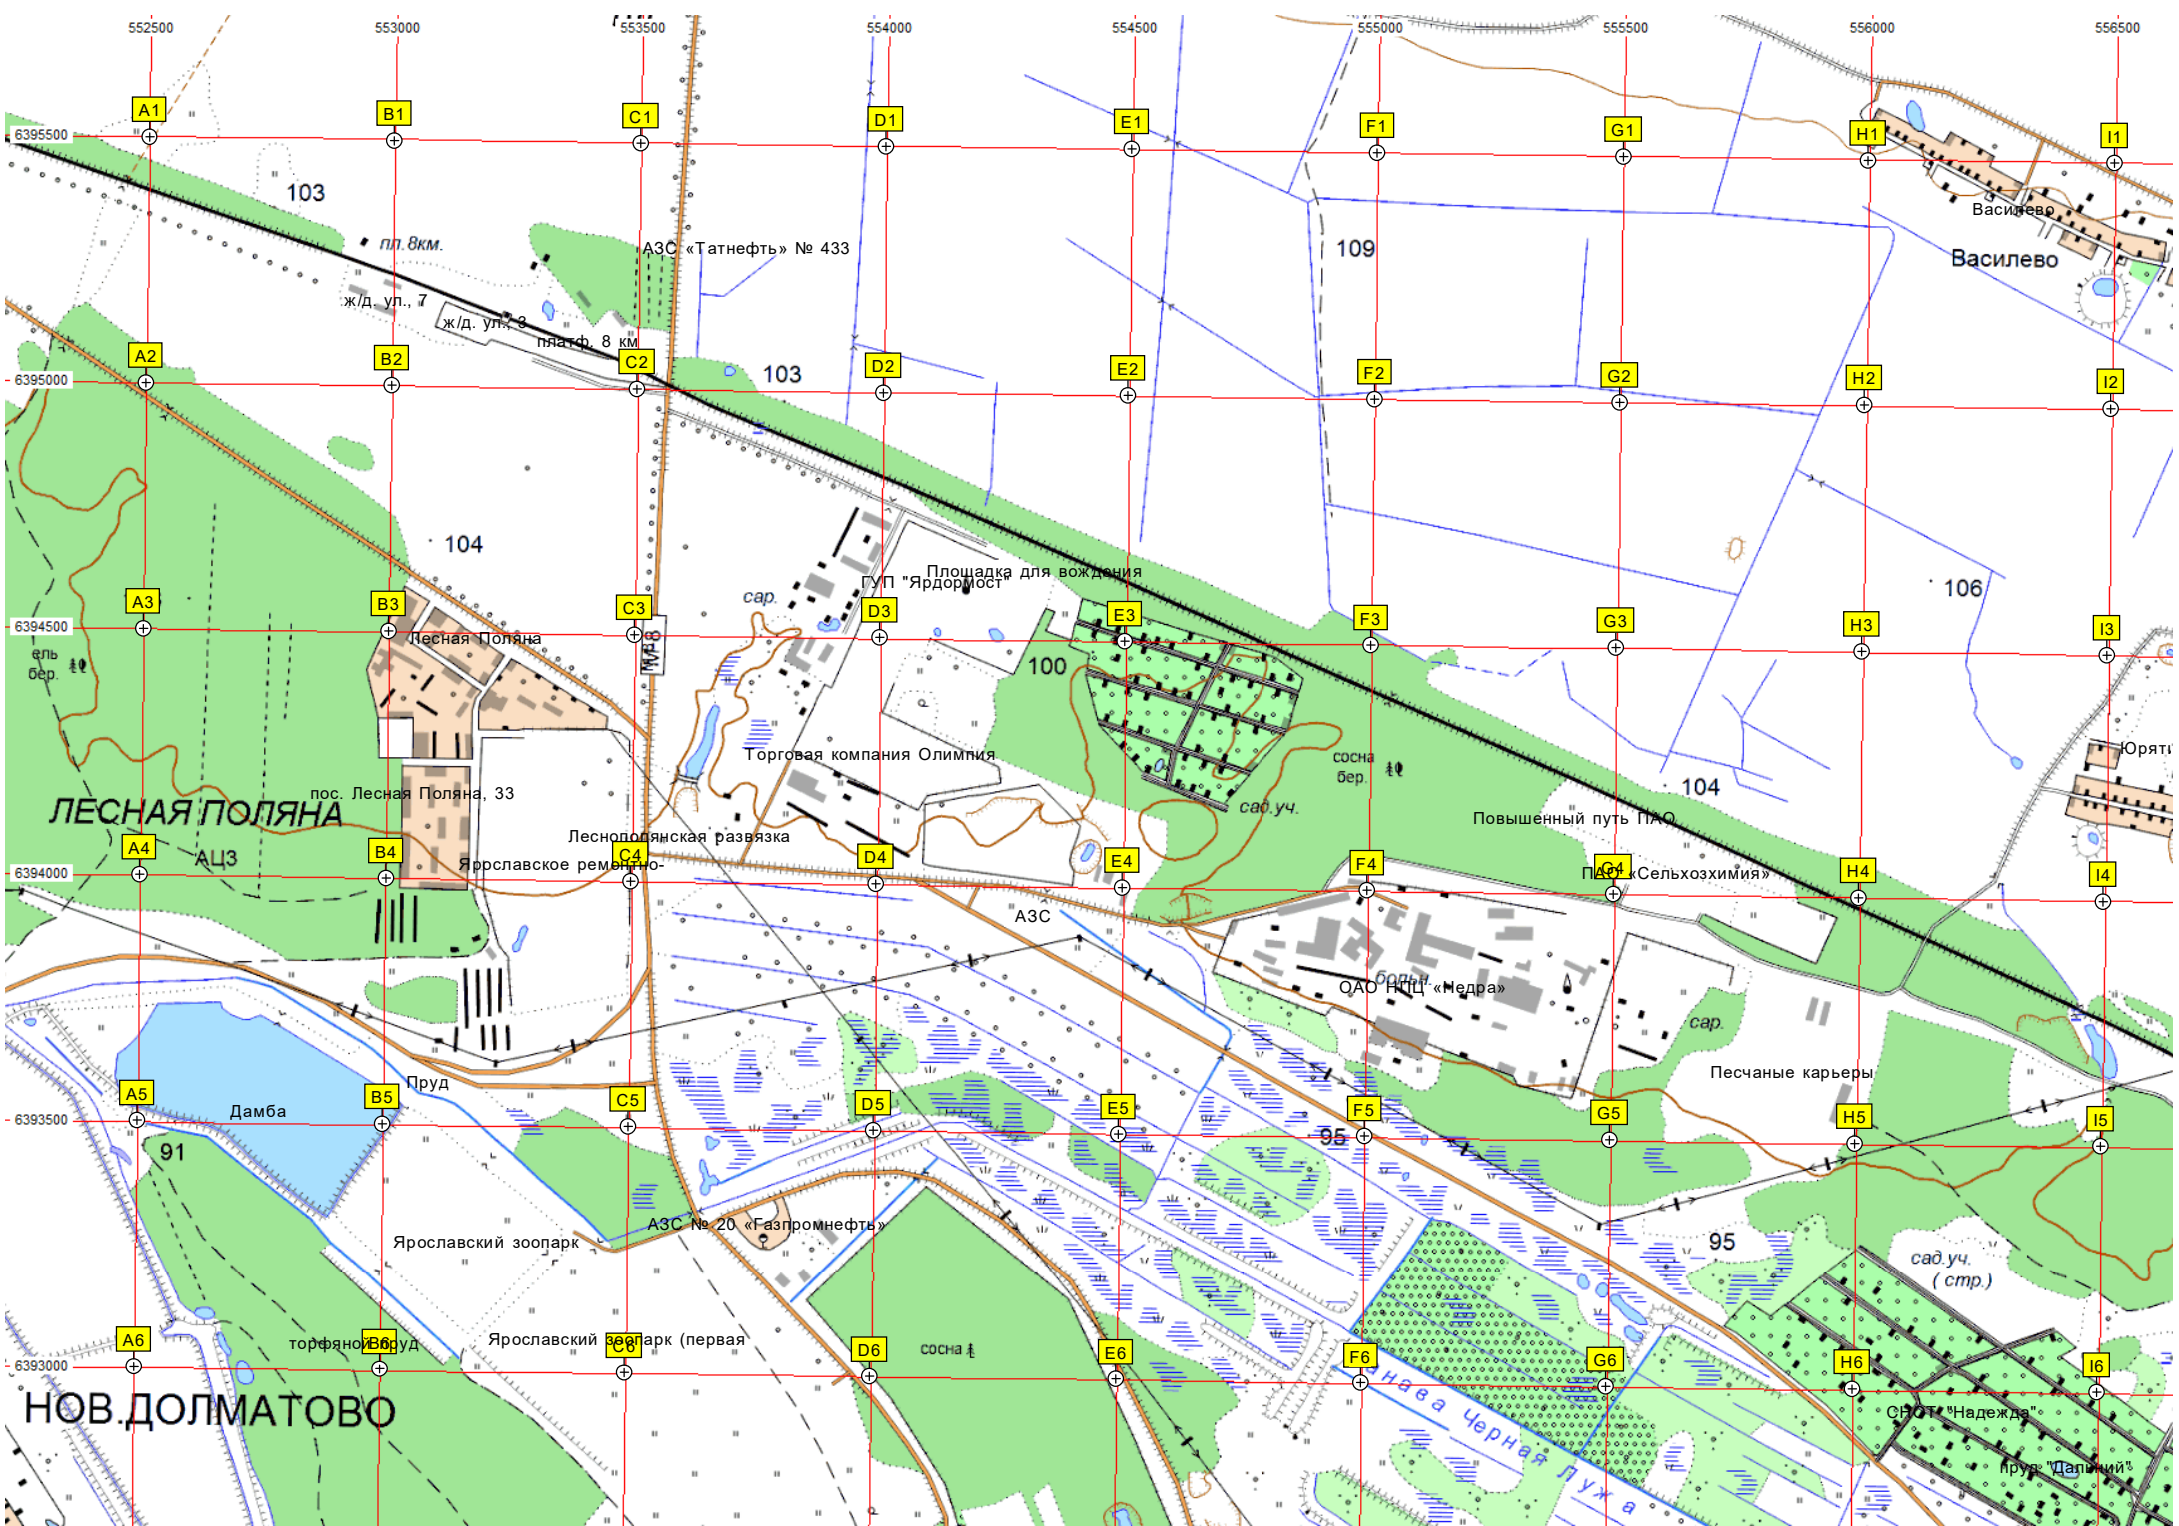 552500 553000 553500 554000 554500 555000 555500 556000 556500
A1 B1 C1 D1 E1 F1 G1 H1 I1
6395500
103
Василево
пл.8км.
АЗС «Татнефть» № 433
109
Василево
ж/д. ул., 7
ж/д. ул., 3
платф. 8 км
A2 B2 C2 D2 E2 F2 G2 H2 I2
6395000
103
104
Площадка для вождения
ГУП "Ярдормост"
106
сар.
A3 B3 C3 D3 E3 F3 G3 H3 I3
6394500
Лесная Поляна
М-8
ель
бер.
100
Торговая компания Олимпия
сосна
бер.
Юряти
104
пос. Лесная Поляна, 33
ЛЕСНАЯ ПОЛЯНА
сад.уч.
Повышенный путь ПАО
Леснополянская развязка
A4 B4 C4 D4 E4 F4 G4 H4 I4
АЦЗ
Ярославское ремонтно-
6394000
ПАО «Сельхозхимия»
АЗС
больн.
ОАО НПЦ «Недра»
сар.
Песчаные карьеры
Пруд
A5 B5 C5 D5 E5 F5 G5 H5 I5
Дамба
6393500
95
91
АЗС № 20 «Газпромнефть»
Ярославский зоопарк
95
сад.уч.
( стр.)
A6 B6 C6 D6 E6 F6 G6 H6 I6
торфяной пруд
Ярославский зоопарк (первая
сосна
6393000
нава Черная Лужа
НОВ.ДОЛМАТОВО
СНОТ "Надежда"
пруд "Дальний"